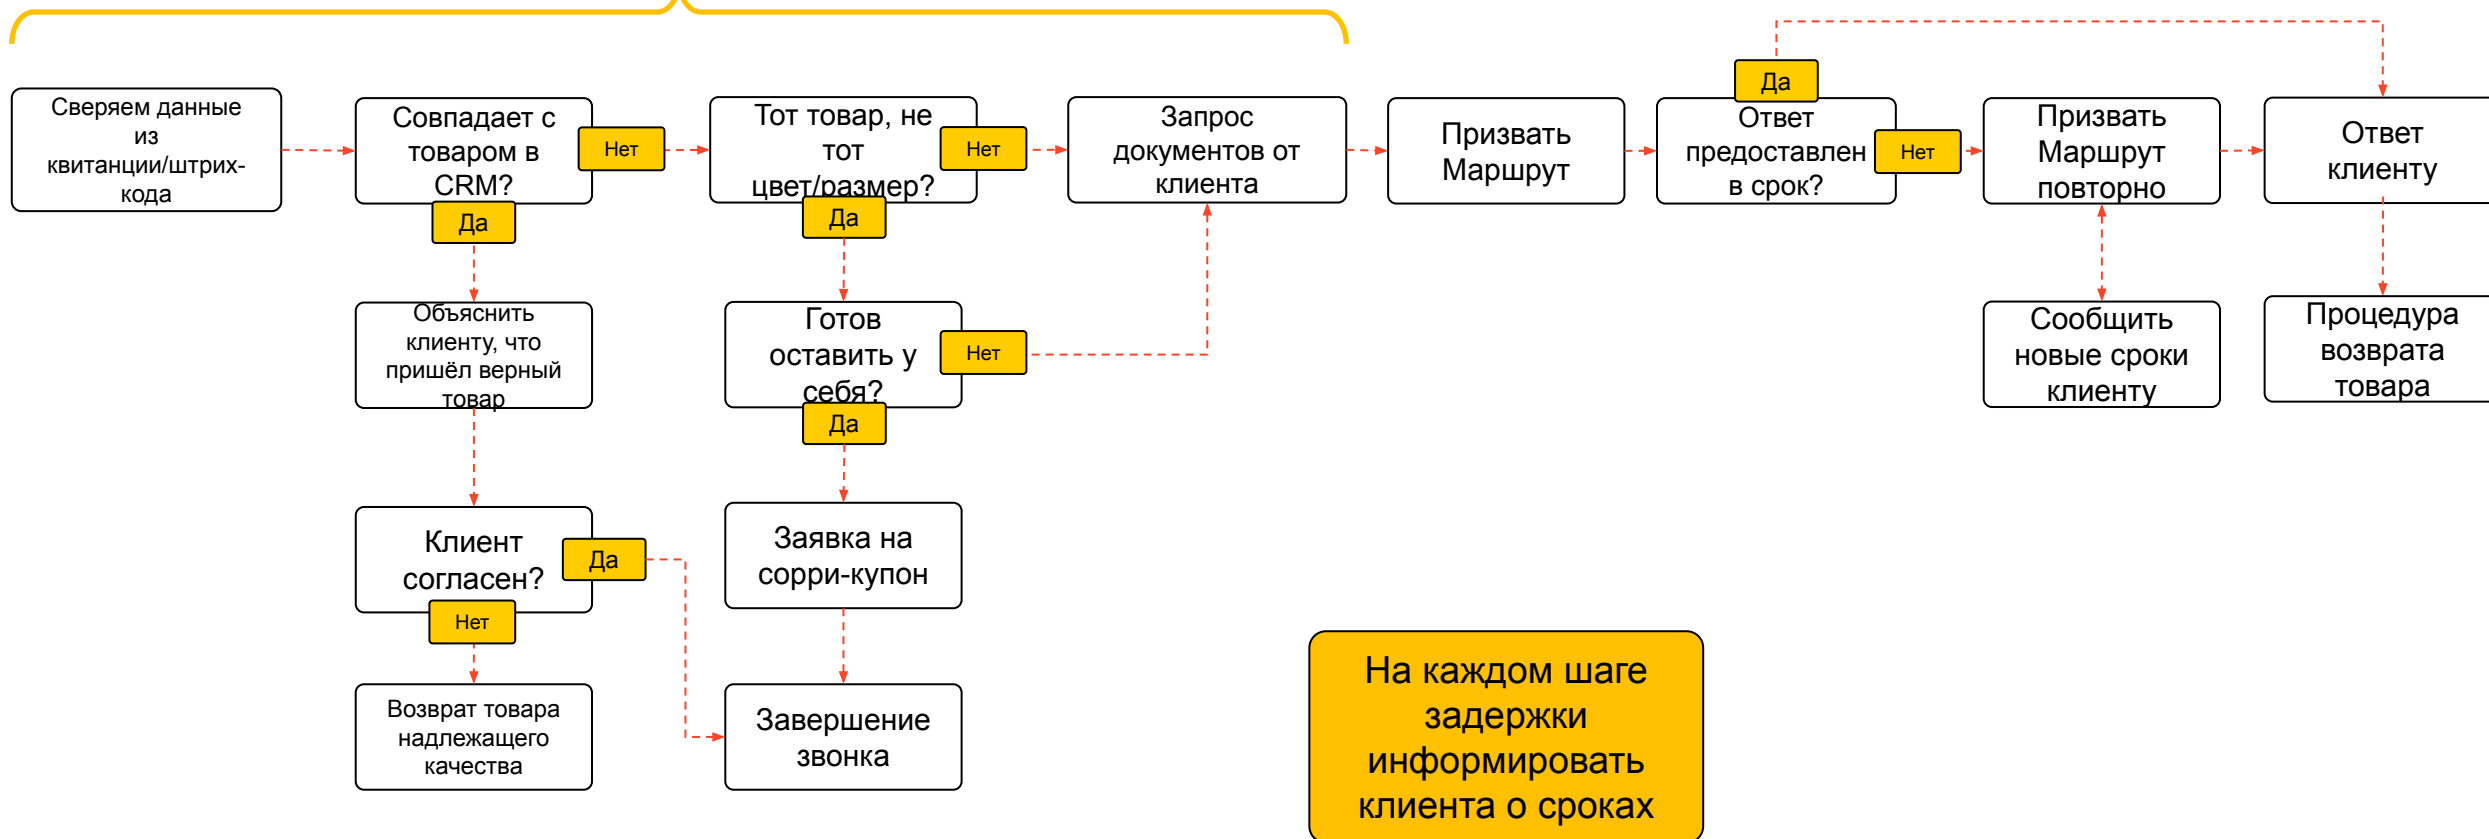 Сверяем данные
из
квитанции/штрих-
кода
Совпадает с
товаром в
CRM?
Нет
Да
Тот товар, не
тот
цвет/размер?
Нет
Да
Запрос
документов от
клиента
Призвать
Маршрут
Да
Ответ
предоставлен
в срок?
Нет
Призвать
Маршрут
повторно
Ответ
клиенту
Объяснить
клиенту, что
пришёл верный
товар
Готов
оставить у
себя?
Нет
Да
Сообщить
новые сроки
клиенту
Процедура
возврата
товара
Клиент
согласен?
Да
Нет
Заявка на
сорри-купон
Возврат товара
надлежащего
качества
Завершение
звонка
На каждом шаге
задержки
информировать
клиента о сроках